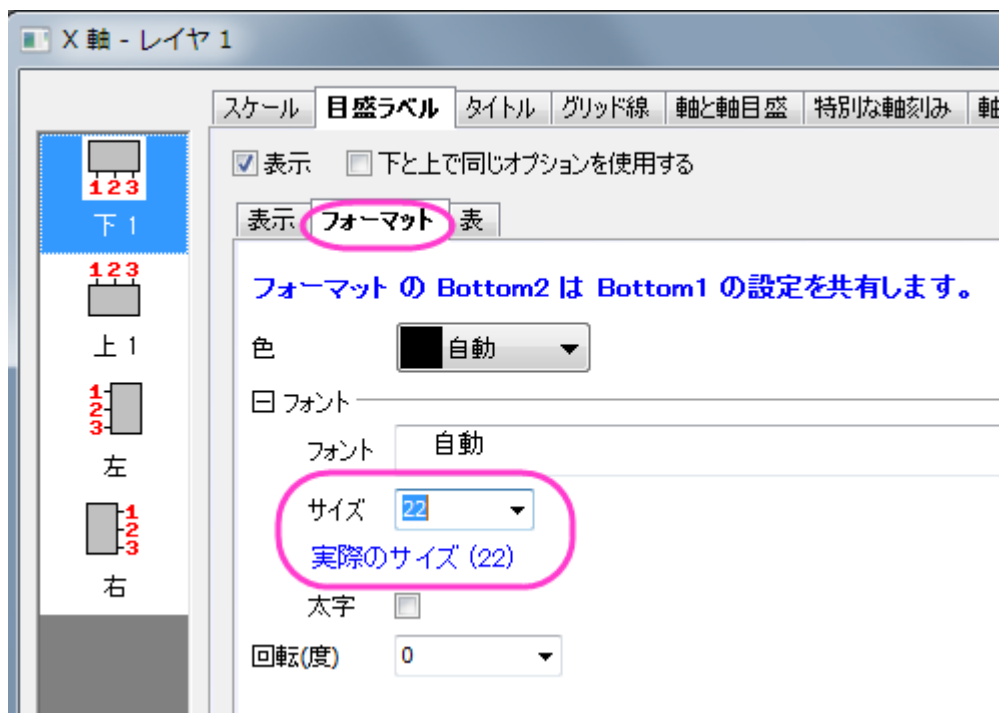 X 軸 - レイヤ 1
スケール 目盛ラベル タイトル グリッド線 軸と軸目盛 特別な軸刻み 軸
表示 下と上で同じオプションを使用する
123
下 1
表示 フォーマット 表
フォーマット の Bottom2 は Bottom1 の設定を共有します。
123
上 1
色 自動
フォント
1
2
3
左
フォント 自動
サイズ 22
実際のサイズ (22)
1
2
3
右
太字
回転(度) 0